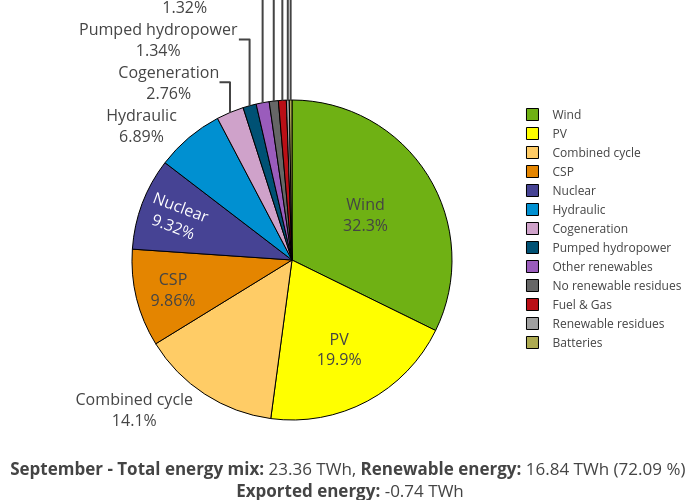 1.32%
Pumped hydropower
1.34%
Cogeneration
2.76%
Hydraulic
6.89%
Nuclear
9.32%
CSP
9.86%
Combined cycle
14.1%
Wind
32.3%
PV
19.9%
Wind
PV
Combined cycle
CSP
Nuclear
Hydraulic
Cogeneration
Pumped hydropower
Other renewables
No renewable residues
Fuel & Gas
Renewable residues
Batteries
September - Total energy mix: 23.36 TWh, Renewable energy: 16.84 TWh (72.09 %)
Exported energy: -0.74 TWh